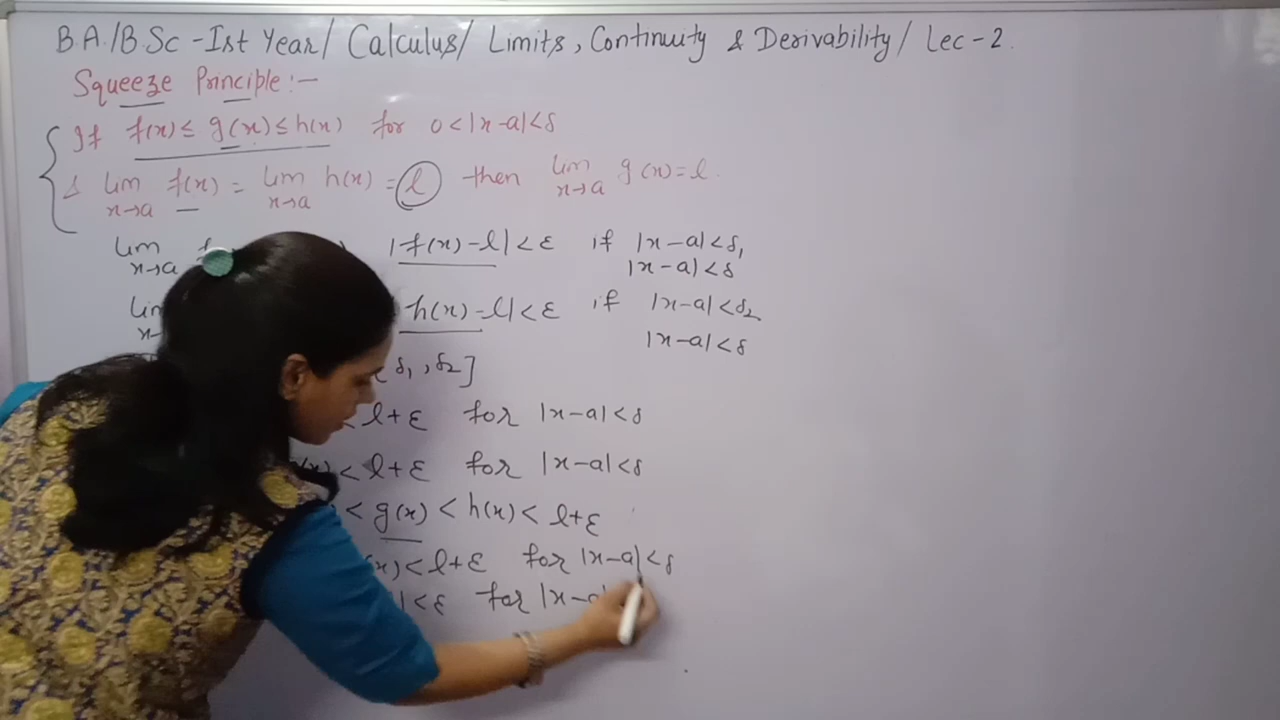 B.A./B.Sc - Ist Year/ Calculus/ Limits, Continuity & Derivability/ Lec-2.
Squeeze Principle:-
If f(x) ≤ g(x) ≤ h(x) for 0<|x-a|<δ
& lim x→a f(x) = lim x→a h(x) = l then lim x→a g(x) = l.
lim x→a |f(x)-l|<ε if |x-a|<δ1
|x-a|<δ
h(x)-l|<ε if |x-a|<δ2
|x-a|<δ
δ1, δ2]
< l+ε for |x-a|<δ
< l+ε for |x-a|<δ
< g(x) < h(x) < l+ε
(x) < l+ε for |x-a|<δ
|<ε for |x-a|